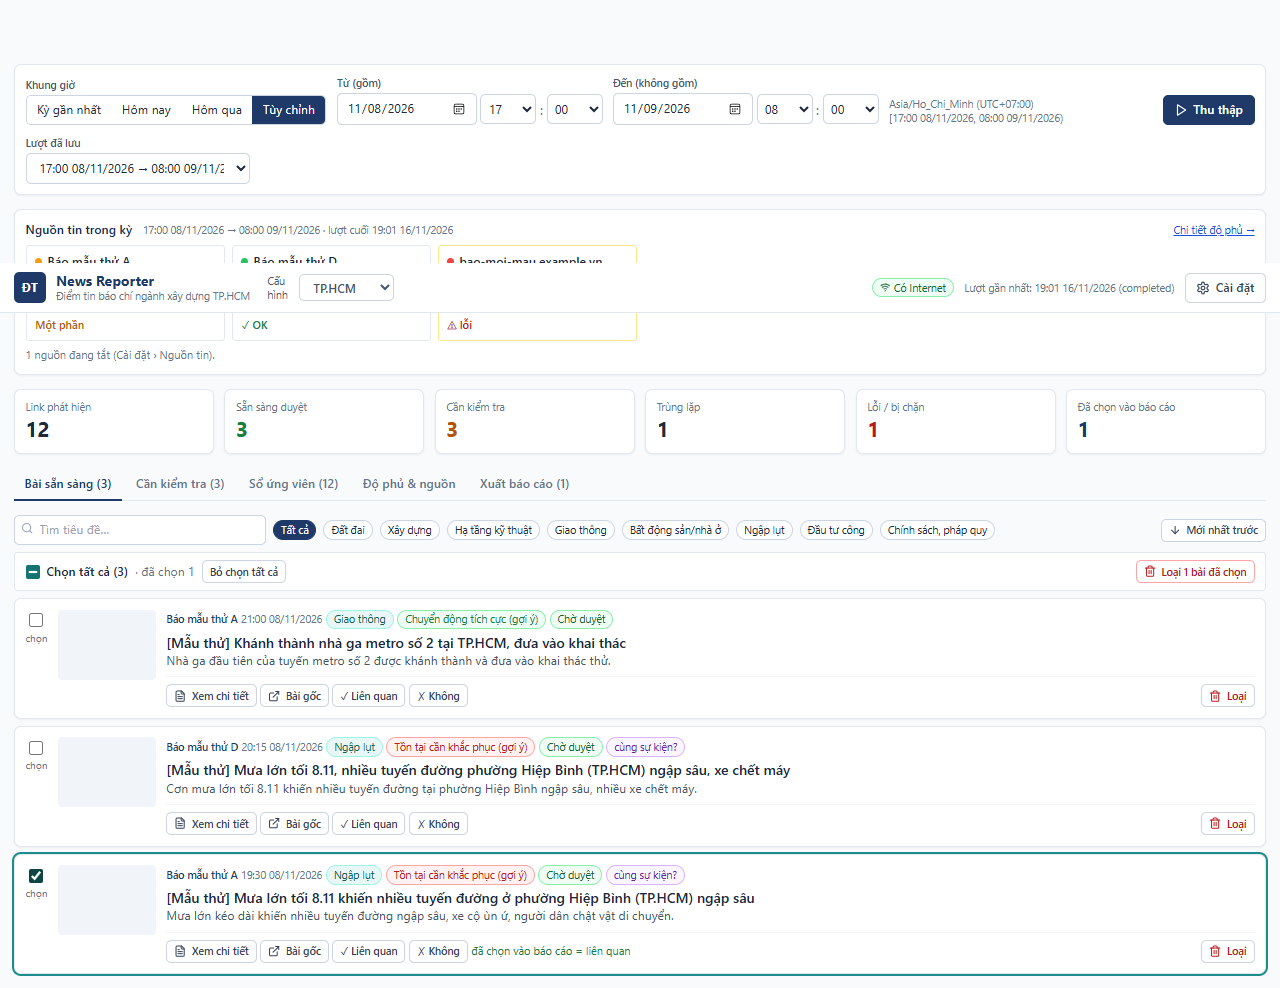 Khung giờ
Kỳ gần nhất Hôm nay Hôm qua Tùy chỉnh
Từ (gồm)
11/08/2026 17 : 00
Đến (không gồm)
11/09/2026 08 : 00
Asia/Ho_Chi_Minh (UTC+07:00)
[17:00 08/11/2026, 08:00 09/11/2026)
Thu thập
Lượt đã lưu
17:00 08/11/2026 → 08:00 09/11/2
Nguồn tin trong kỳ 17:00 08/11/2026 → 08:00 09/11/2026 · lượt cuối 19:01 16/11/2026
Chi tiết độ phủ →
Báo mẫu thử A Báo mẫu thử D bao-moi-mau.example.vn
ĐT
News Reporter
Điểm tin báo chí ngành xây dựng TP.HCM
Cấu hình
TP.HCM
Có Internet
Lượt gần nhất: 19:01 16/11/2026 (completed)
Cài đặt
Một phần ✓ OK ⚠ lỗi
1 nguồn đang tắt (Cài đặt › Nguồn tin).
Link phát hiện
12
Sẵn sàng duyệt
3
Cần kiểm tra
3
Trùng lặp
1
Lỗi / bị chặn
1
Đã chọn vào báo cáo
1
Bài sẵn sàng (3) Cần kiểm tra (3) Sổ ứng viên (12) Độ phủ & nguồn Xuất báo cáo (1)
Tìm tiêu đề...
Tất cả Đất đai Xây dựng Hạ tầng kỹ thuật Giao thông Bất động sản/nhà ở Ngập lụt Đầu tư công Chính sách, pháp quy
↓ Mới nhất trước
Chọn tất cả (3) · đã chọn 1 Bỏ chọn tất cả
Loại 1 bài đã chọn
chọn
Báo mẫu thử A 21:00 08/11/2026 Giao thông Chuyển động tích cực (gợi ý) Chờ duyệt
[Mẫu thử] Khánh thành nhà ga metro số 2 tại TP.HCM, đưa vào khai thác
Nhà ga đầu tiên của tuyến metro số 2 được khánh thành và đưa vào khai thác thử.
Xem chi tiết Bài gốc ✓ Liên quan ✗ Không
Loại
chọn
Báo mẫu thử D 20:15 08/11/2026 Ngập lụt Tồn tại cần khắc phục (gợi ý) Chờ duyệt cùng sự kiện?
[Mẫu thử] Mưa lớn tối 8.11, nhiều tuyến đường phường Hiệp Bình (TP.HCM) ngập sâu, xe chết máy
Cơn mưa lớn tối 8.11 khiến nhiều tuyến đường tại phường Hiệp Bình ngập sâu, nhiều xe chết máy.
Xem chi tiết Bài gốc ✓ Liên quan ✗ Không
Loại
chọn
Báo mẫu thử A 19:30 08/11/2026 Ngập lụt Tồn tại cần khắc phục (gợi ý) Chờ duyệt cùng sự kiện?
[Mẫu thử] Mưa lớn tối 8.11 khiến nhiều tuyến đường ở phường Hiệp Bình (TP.HCM) ngập sâu
Mưa lớn kéo dài khiến nhiều tuyến đường ngập sâu, xe cộ ùn ứ, người dân chật vật di chuyển.
Xem chi tiết Bài gốc ✓ Liên quan ✗ Không đã chọn vào báo cáo = liên quan
Loại